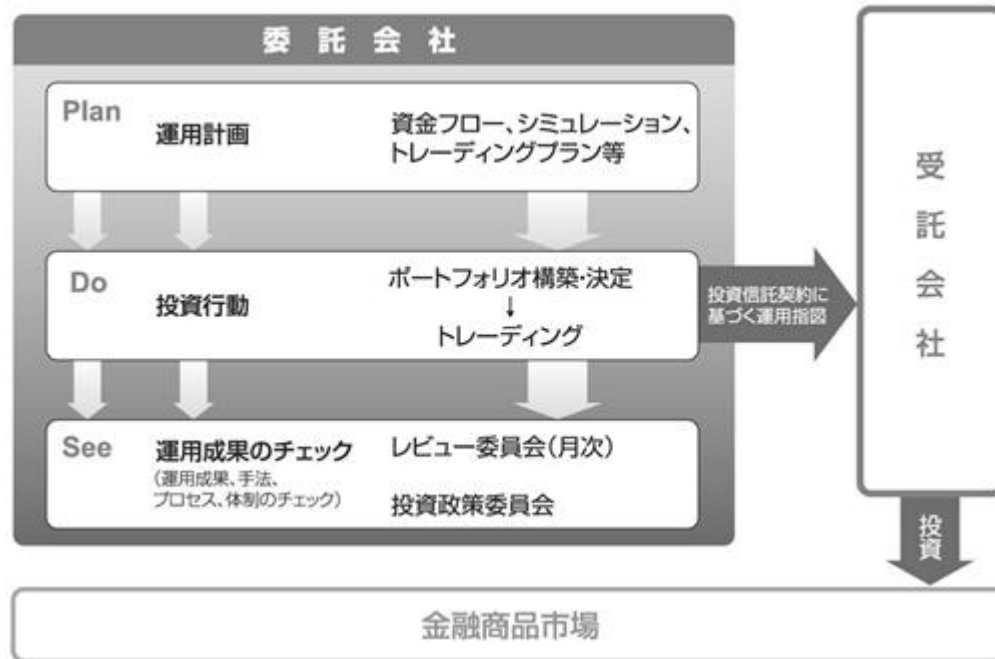 委託会社
Plan
運用計画
資金フロー、シミュレーション、
トレーディングプラン等
Do
投資行動
ポートフォリオ構築・決定
↓
トレーディング
See
運用成果のチェック
(運用成果、手法、
プロセス、体制のチェック)
レビュー委員会(月次)
投資政策委員会
投資信託契約に
基づく運用指図
受託会社
投資
金融商品市場